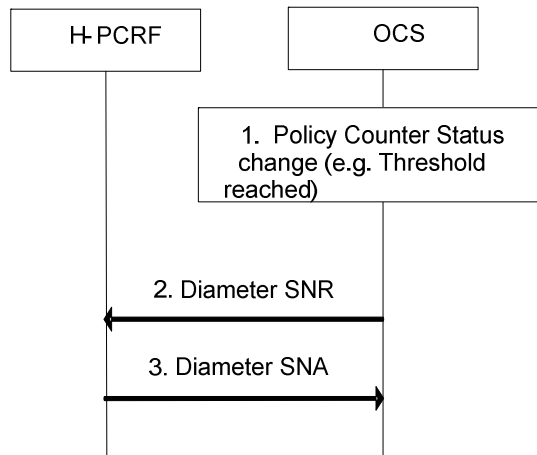 H-PCRF
OCS
1. Policy Counter Status
change (e.g. Threshold
reached)
2. Diameter SNR
3. Diameter SNA